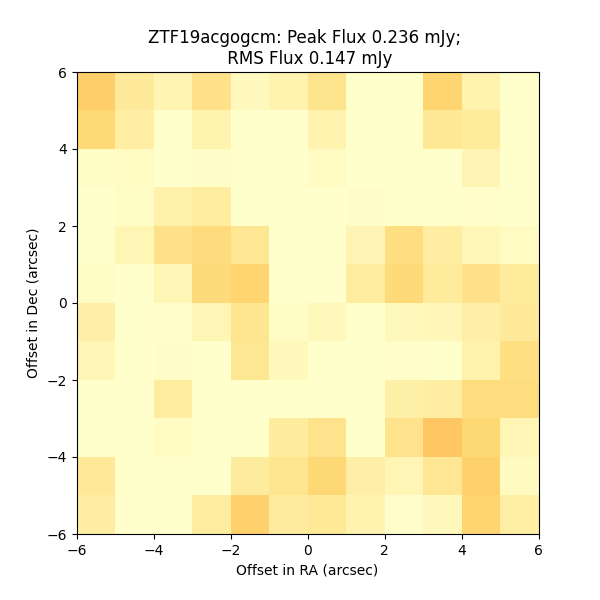 ZTF19acgogcm: Peak Flux 0.236 mJy;
RMS Flux 0.147 mJy
6
4
2
0
−2
−4
−6
Offset in Dec (arcsec)
−6 −4 −2 0 2 4 6
Offset in RA (arcsec)